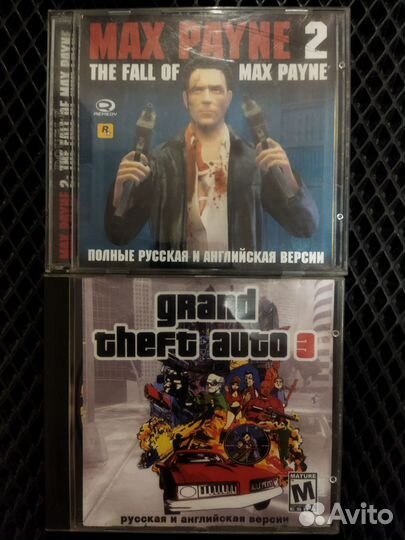 MAX PAYNE 2
THE FALL OF MAX PAYNE
MAX PAYNE 2. THE FALL OF MAX PAYNE
REMEDY
R
ПОЛНЫЕ РУССКАЯ И АНГЛИЙСКАЯ ВЕРСИИ
grand
theft auto 3
MATURE
M
русская и английская версии
Avito